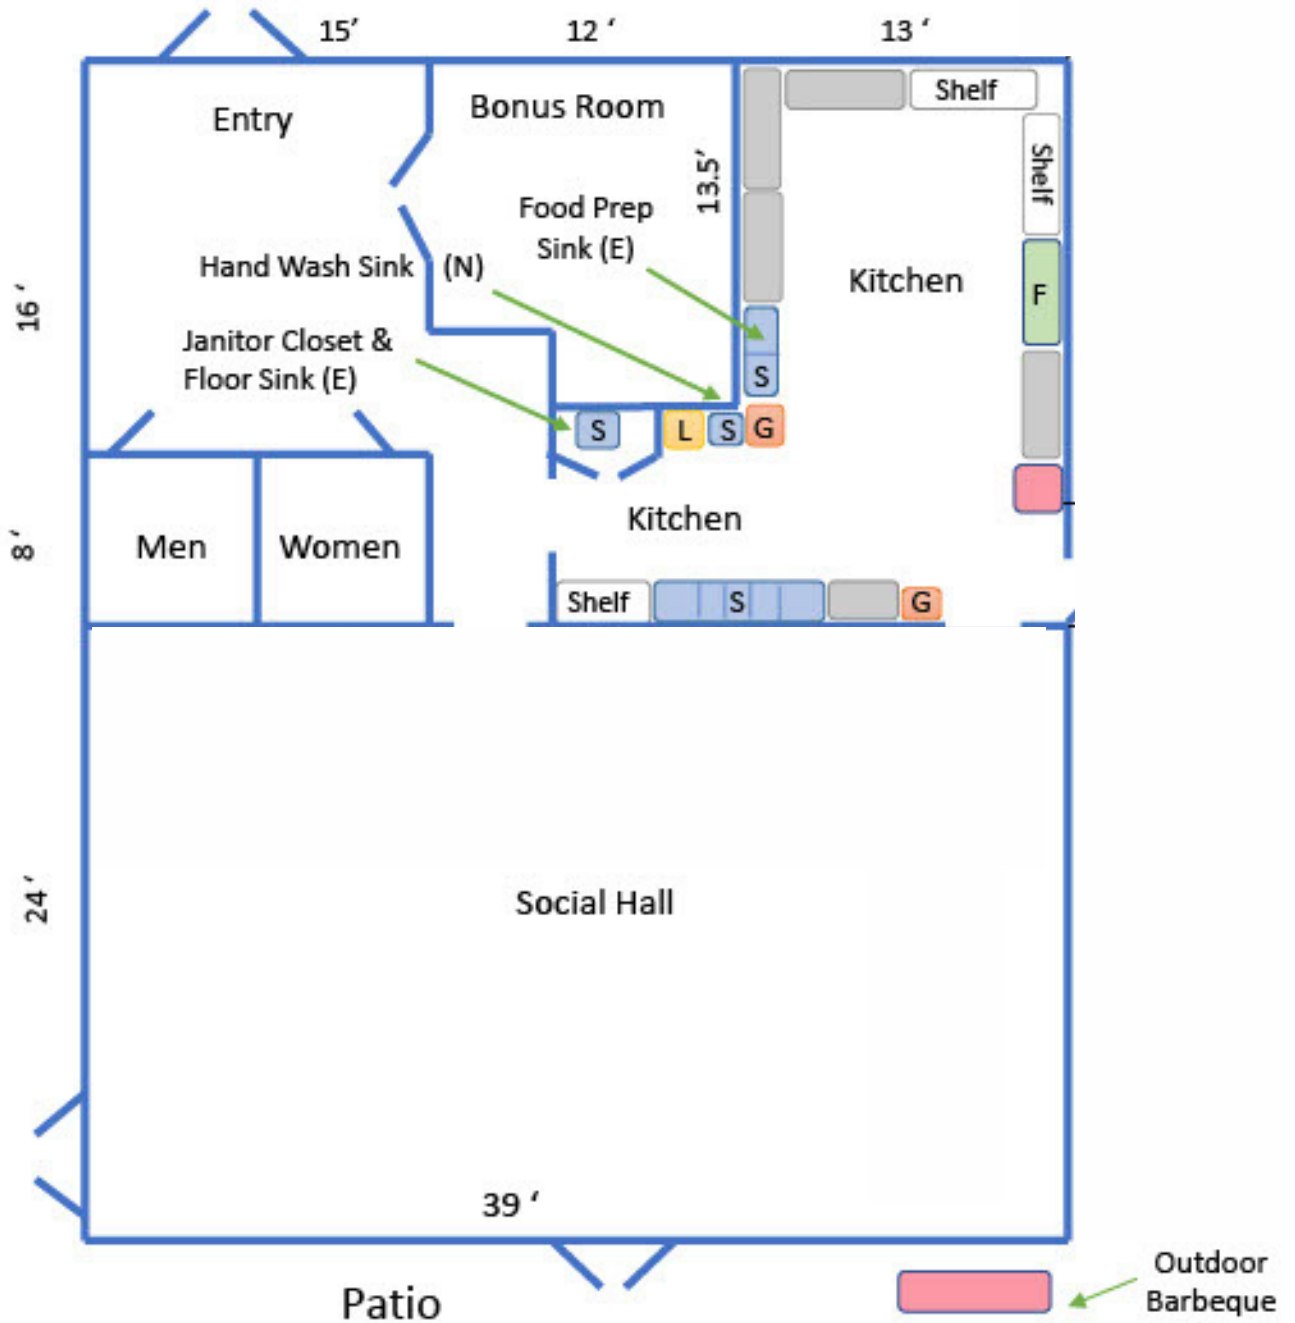 15’
12 ‘
13 ‘
Entry
Bonus Room
Shelf
Shelf
13.5’
Food Prep
Sink (E)
Hand Wash Sink (N)
Kitchen
F
16 ‘
Janitor Closet &
Floor Sink (E)
S
S
L
S
G
Kitchen
8 ‘
Men
Women
Shelf
S
G
24 ‘
Social Hall
39 ‘
Patio
Outdoor
Barbeque